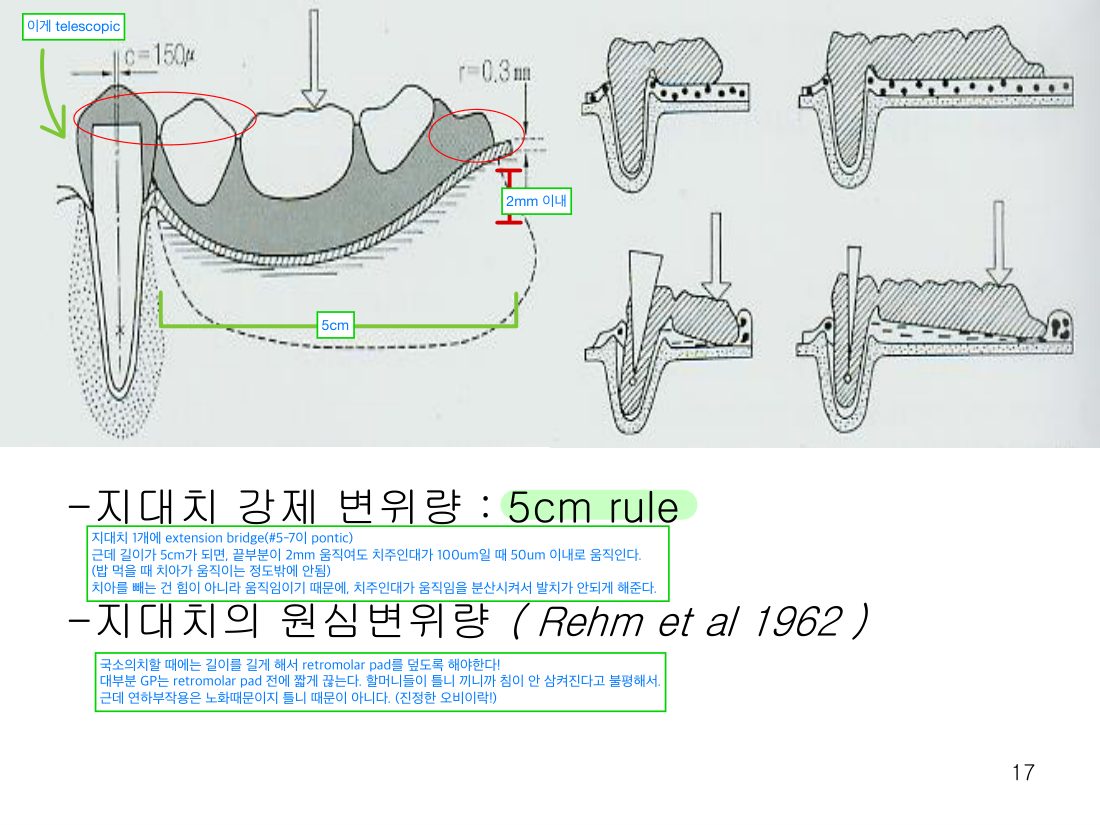 이게 telescopic
c=150μ
r=0.3㎜
2mm 이내
5cm
-지대치 강제 변위량 : 5cm rule
지대치 1개에 extension bridge(#5-7이 pontic)
근데 길이가 5cm가 되면, 끝부분이 2mm 움직여도 치주인대가 100um일 때 50um 이내로 움직인다.
(밥 먹을 때 치아가 움직이는 정도밖에 안됨)
치아를 빼는 건 힘이 아니라 움직임이기 때문에, 치주인대가 움직임을 분산시켜서 발치가 안되게 해준다.
-지대치의 원심변위량 ( Rehm et al 1962 )
국소의치할 때에는 길이를 길게 해서 retromolar pad를 덮도록 해야한다!
대부분 GP는 retromolar pad 전에 짧게 끊는다. 할머니들이 틀니 끼니까 침이 안 삼켜진다고 불평해서.
근데 연하부작용은 노화때문이지 틀니 때문이 아니다. (진정한 오비이락!)
17